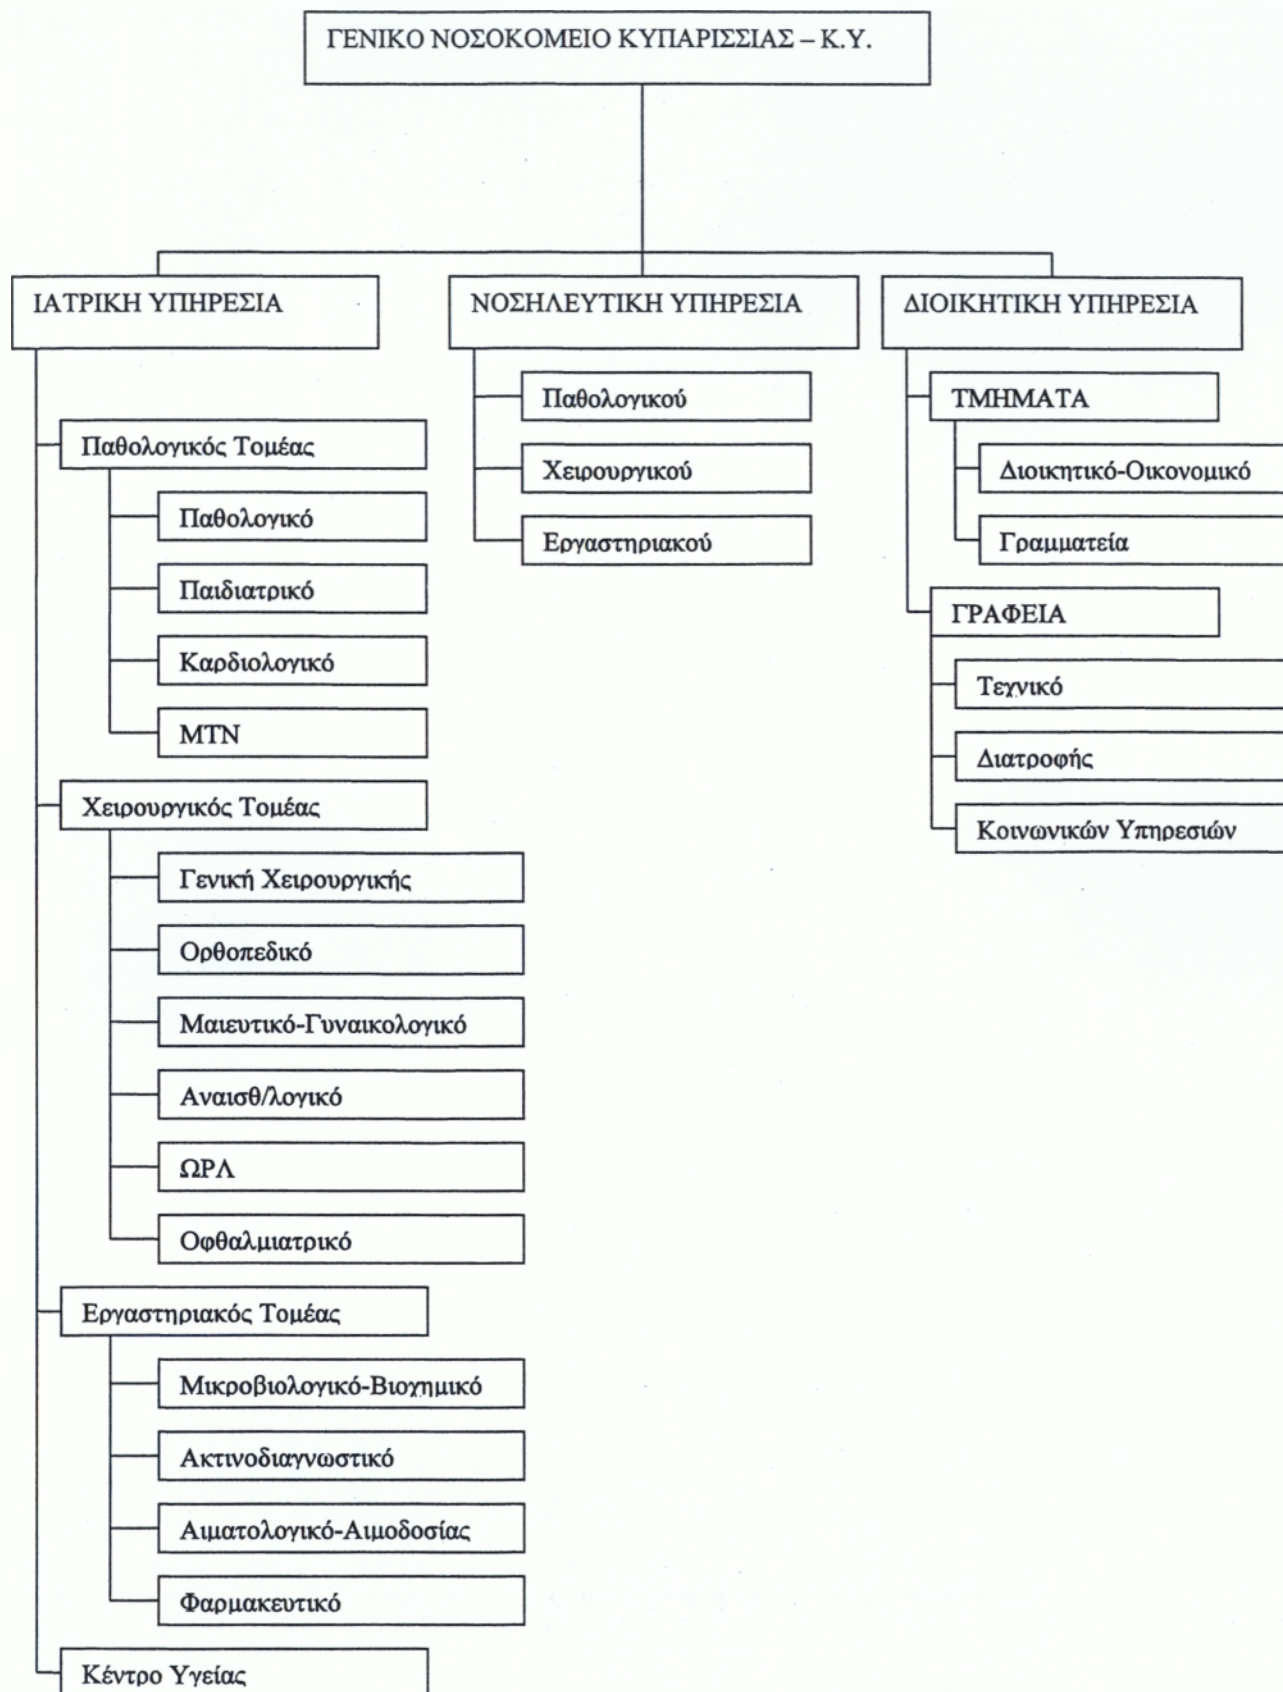 ΓΕΝΙΚΟ ΝΟΣΟΚΟΜΕΙΟ ΚΥΠΑΡΙΣΣΙΑΣ – Κ.Υ.
ΙΑΤΡΙΚΗ ΥΠΗΡΕΣΙΑ
Παθολογικός Τομέας
Παθολογικό
Παιδιατρικό
Καρδιολογικό
ΜΤΝ
Χειρουργικός Τομέας
Γενική Χειρουργικής
Ορθοπεδικό
Μαιευτικό-Γυναικολογικό
Αναισθ/λογικό
ΩΡΛ
Οφθαλμιατρικό
Εργαστηριακός Τομέας
Μικροβιολογικό-Βιοχημικό
Ακτινοδιαγνωστικό
Αιματολογικό-Αιμοδοσίας
Φαρμακευτικό
Κέντρο Υγείας
ΝΟΣΗΛΕΥΤΙΚΗ ΥΠΗΡΕΣΙΑ
Παθολογικού
Χειρουργικού
Εργαστηριακού
ΔΙΟΙΚΗΤΙΚΗ ΥΠΗΡΕΣΙΑ
ΤΜΗΜΑΤΑ
Διοικητικό-Οικονομικό
Γραμματεία
ΓΡΑΦΕΙΑ
Τεχνικό
Διατροφής
Κοινωνικών Υπηρεσιών